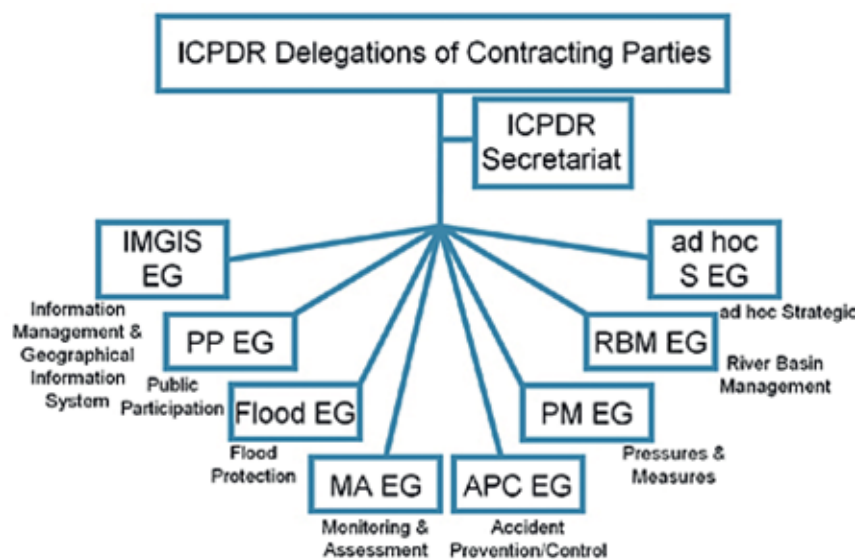 ICPDR Delegations of Contracting Parties
ICPDR
Secretariat
IMGIS
EG
Information
Management &
Geographical
Information
System
PP EG
Public
Participation
Flood EG
Flood
Protection
MA EG
Monitoring &
Assessment
APC EG
Accident
Prevention/Control
PM EG
Pressures &
Measures
RBM EG
River Basin
Management
ad hoc
S EG
ad hoc Strategic